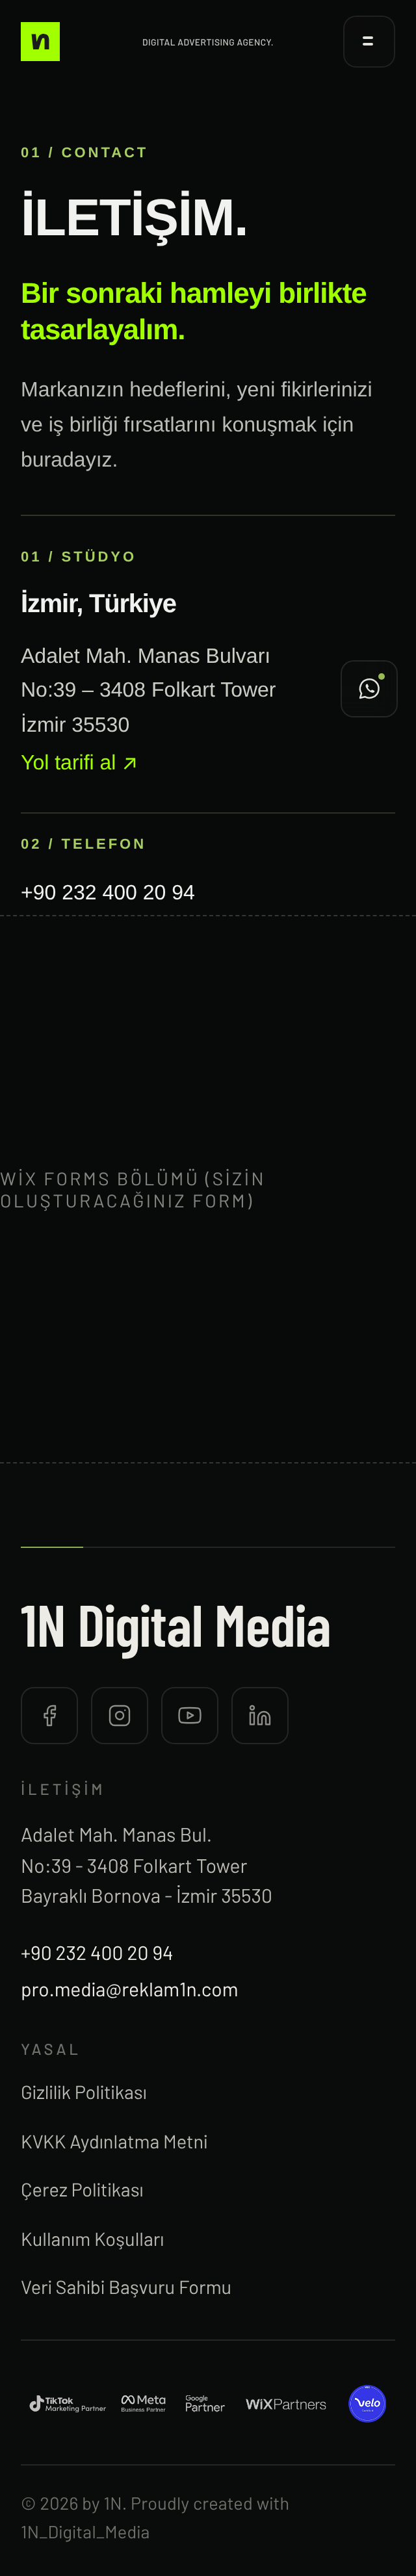 n
DIGITAL ADVERTISING AGENCY.
01 / CONTACT
İLETİŞİM.
Bir sonraki hamleyi birlikte
tasarlayalım.
Markanızın hedeflerini, yeni fikirlerinizi
ve iş birliği fırsatlarını konuşmak için
buradayız.
01 / STÜDYO
İzmir, Türkiye
Adalet Mah. Manas Bulvarı
No:39 – 3408 Folkart Tower
İzmir 35530
Yol tarifi al ↗
02 / TELEFON
+90 232 400 20 94
WİX FORMS BÖLÜMÜ (SİZİN
OLUŞTURACAĞINIZ FORM)
1N Digital Media
İLETİŞİM
Adalet Mah. Manas Bul.
No:39 - 3408 Folkart Tower
Bayraklı Bornova - İzmir 35530
+90 232 400 20 94
pro.media@reklam1n.com
YASAL
Gizlilik Politikası
KVKK Aydınlatma Metni
Çerez Politikası
Kullanım Koşulları
Veri Sahibi Başvuru Formu
TikTok Marketing Partner
Meta Business Partner
Google Partner
WiX Partners
velo
© 2026 by 1N. Proudly created with
1N_Digital_Media